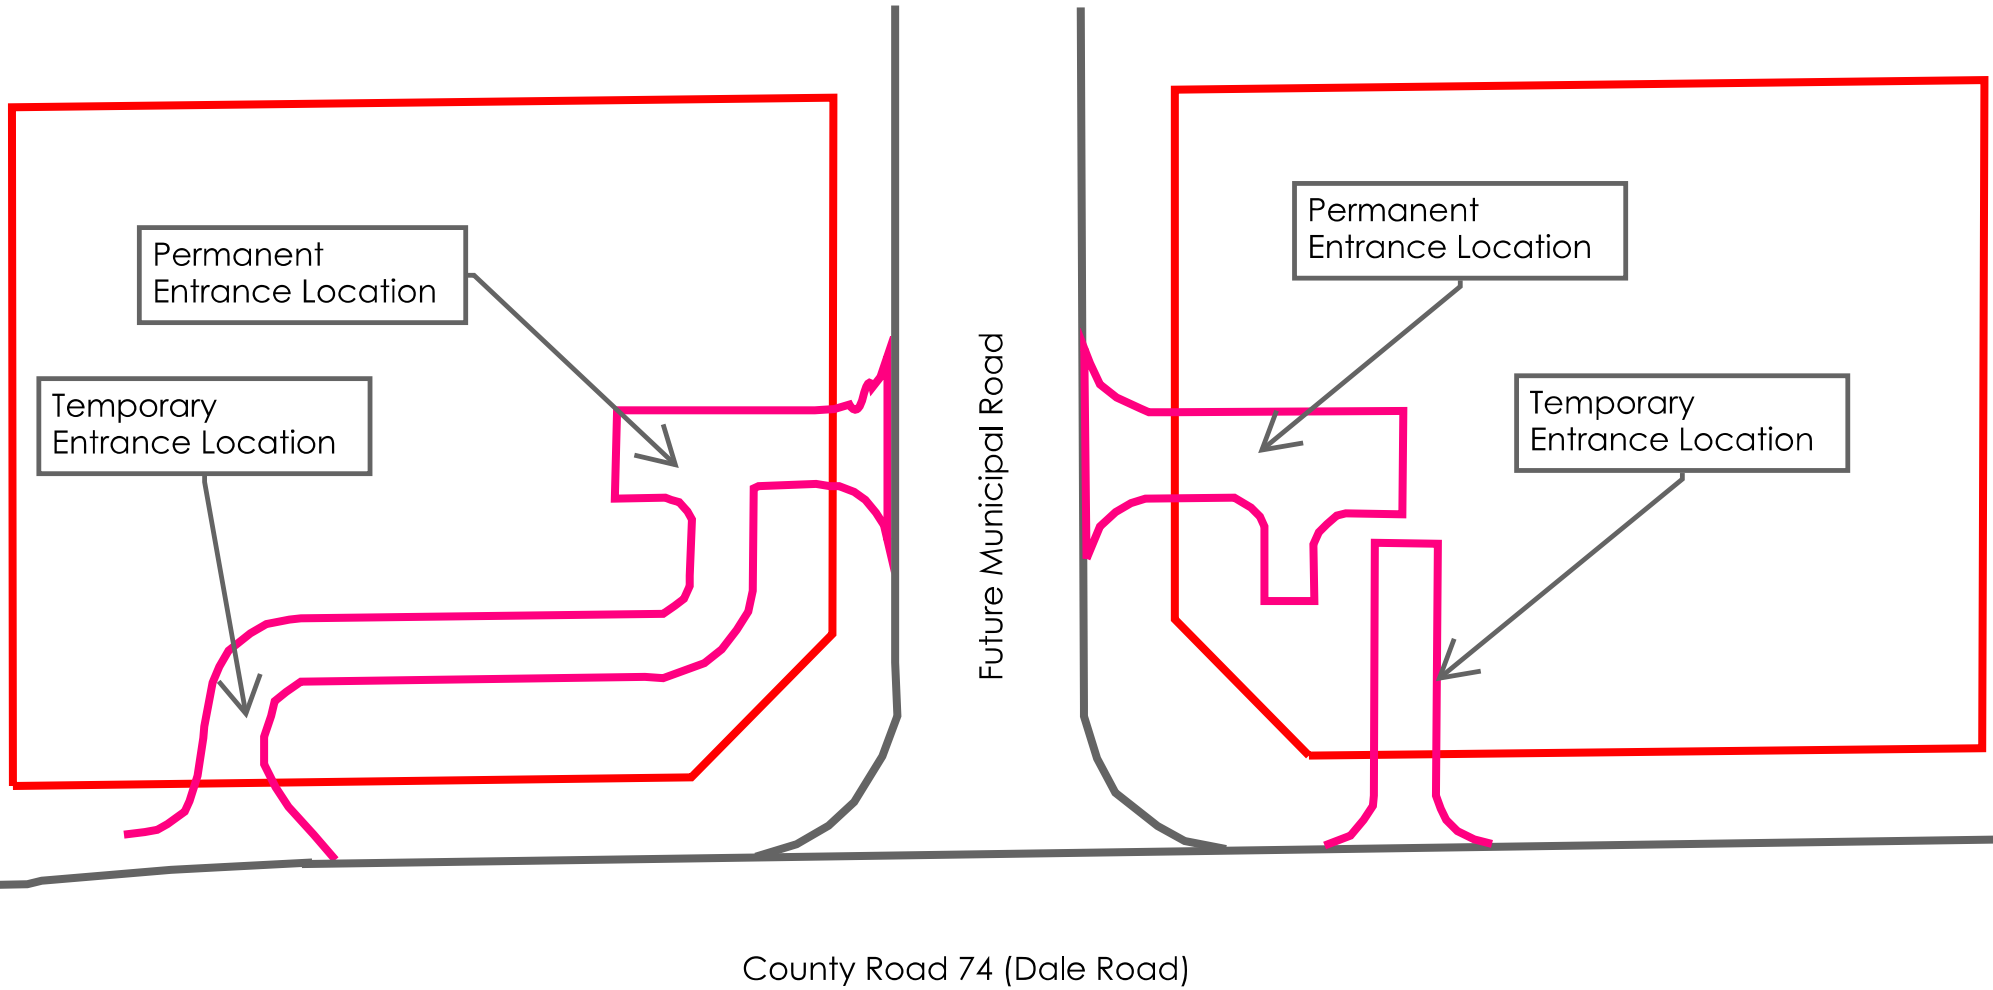 Permanent
Entrance Location
Temporary
Entrance Location
Future Municipal Road
Permanent
Entrance Location
Temporary
Entrance Location
County Road 74 (Dale Road)